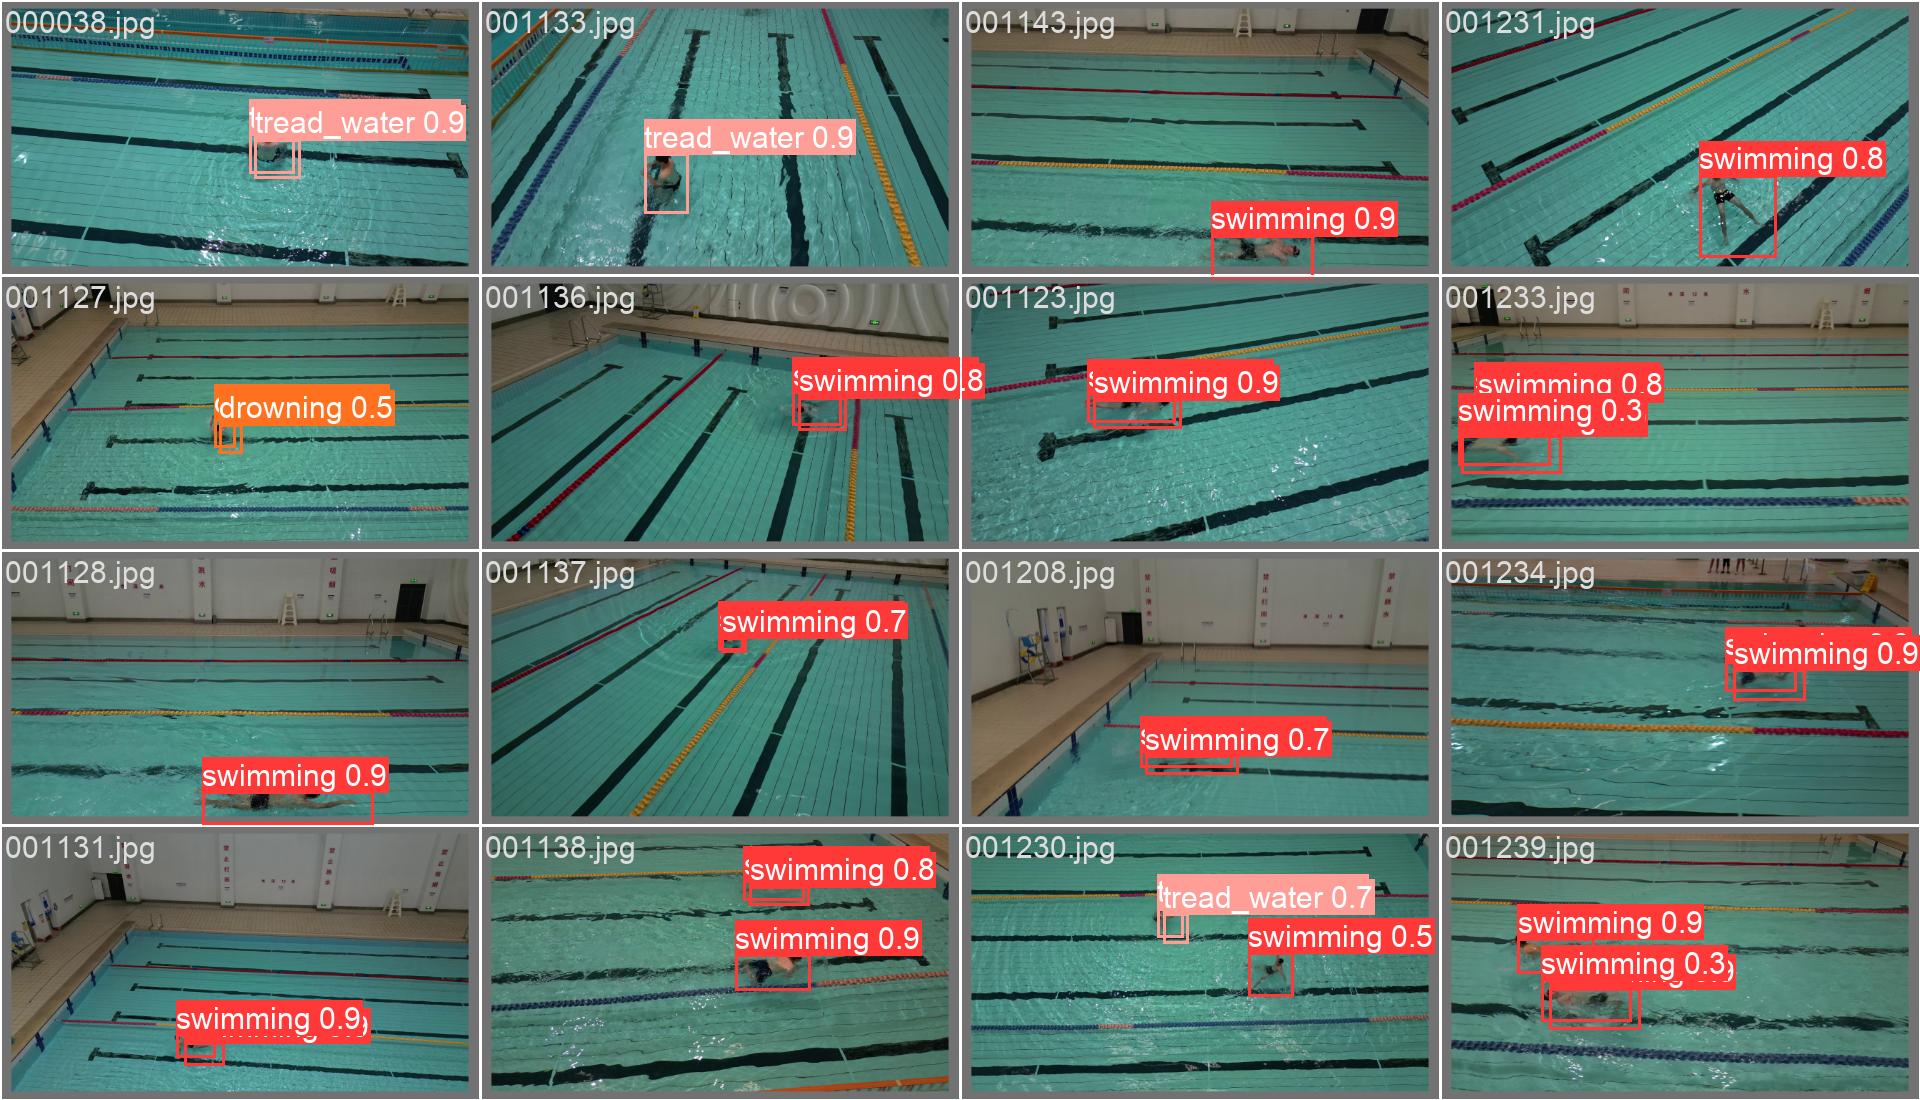 000038.jpg
tread_water 0.9
001133.jpg
tread_water 0.9
001143.jpg
swimming 0.9
001231.jpg
swimming 0.8
001127.jpg
drowning 0.5
001136.jpg
swimming 0.8
001123.jpg
swimming 0.9
001233.jpg
swimming 0.8
swimming 0.3
001128.jpg
swimming 0.9
001137.jpg
swimming 0.7
001208.jpg
swimming 0.7
001234.jpg
swimming 0.9
001131.jpg
swimming 0.9
001138.jpg
swimming 0.8
swimming 0.9
001230.jpg
tread_water 0.7
swimming 0.5
001239.jpg
swimming 0.9
swimming 0.3